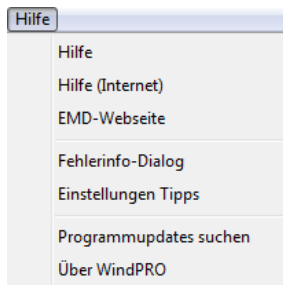 Hilfe
Hilfe
Hilfe (Internet)
EMD-Webseite
Fehlerinfo-Dialog
Einstellungen Tipps
Programmupdates suchen
Über WindPRO